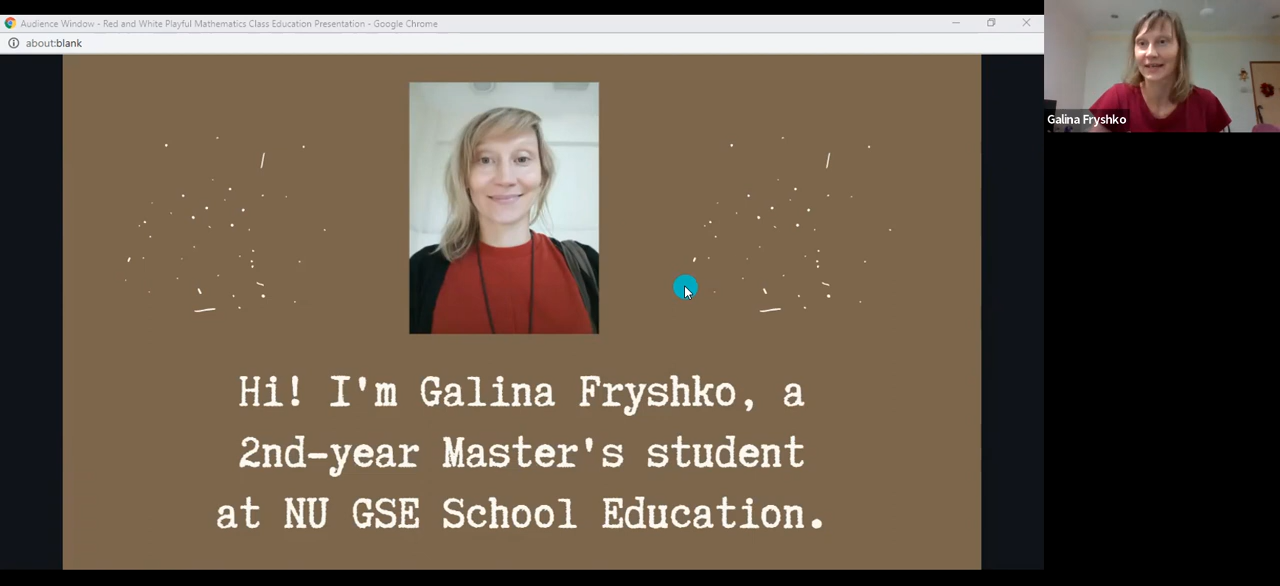 Audience Window - Red and White Playful Mathematics Class Education Presentation - Google Chrome
about:blank
Galina Fryshko
Hi! I'm Galina Fryshko, a
2nd-year Master's student
at NU GSE School Education.